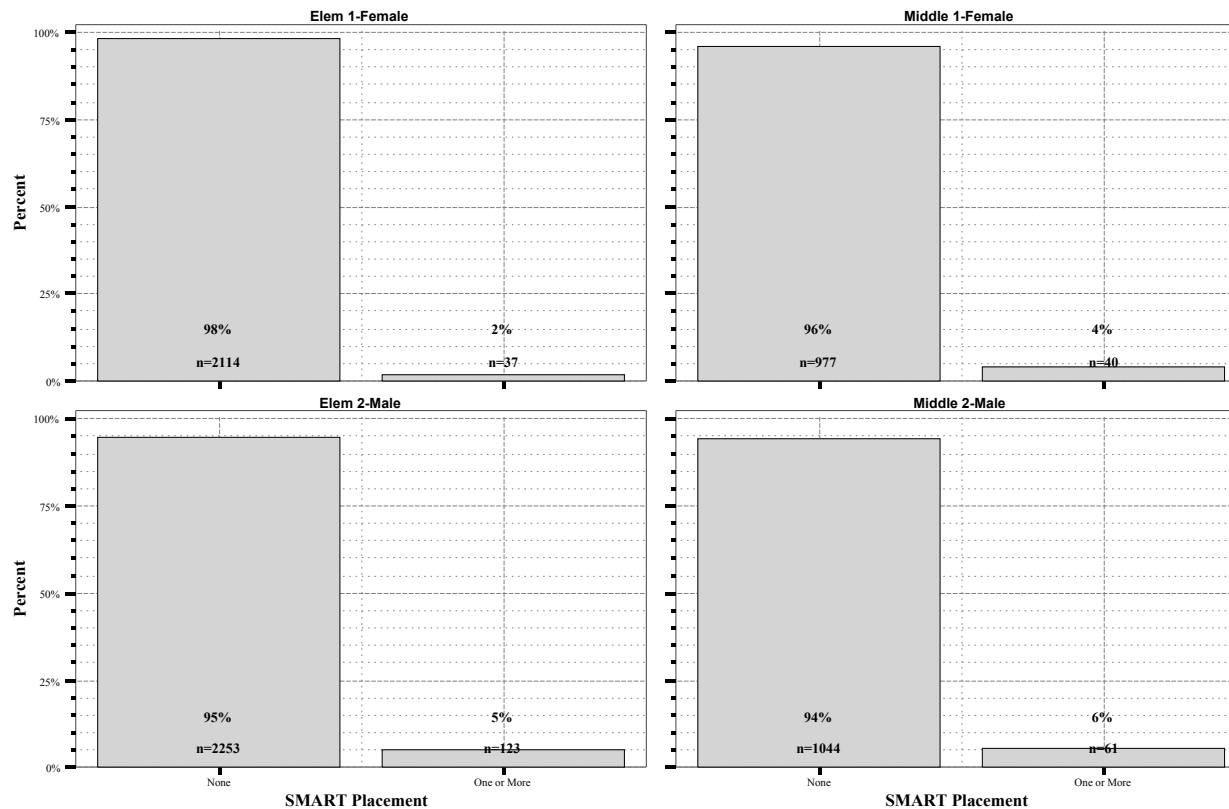 Elem 1-Female
Middle 1-Female
100%
75%
50%
25%
0%
Percent
98%
2%
n=2114
n=37
96%
4%
n=977
n=40
Elem 2-Male
Middle 2-Male
100%
75%
50%
25%
0%
Percent
95%
5%
n=2253
n=123
94%
6%
n=1044
n=61
None
One or More
None
One or More
SMART Placement
SMART Placement